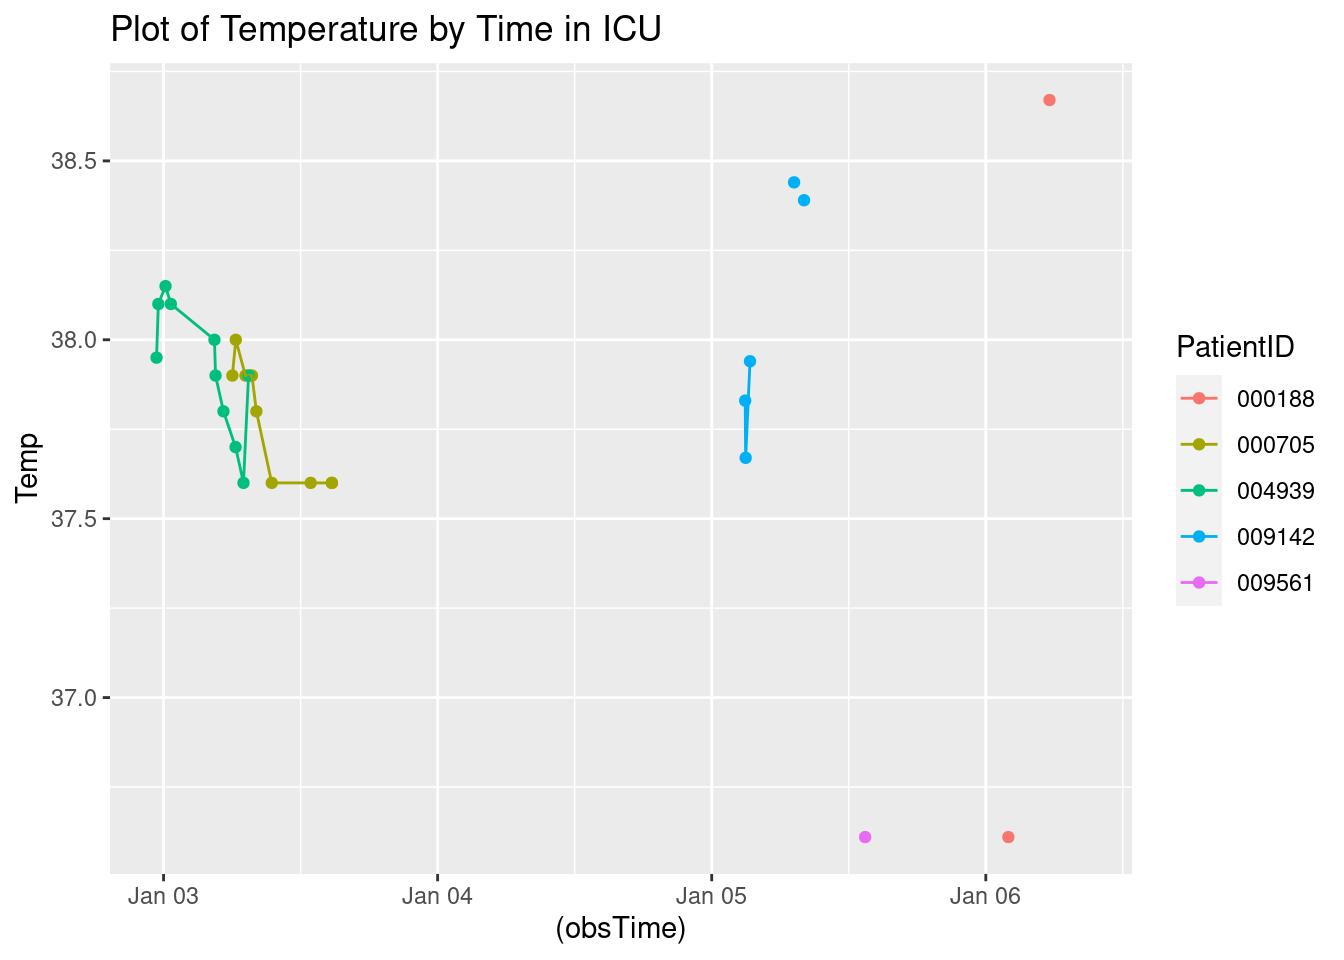 Plot of Temperature by Time in ICU
38.5
38.0
37.5
37.0
Temp
Jan 03
Jan 04
Jan 05
Jan 06
(obsTime)
PatientID
000188
000705
004939
009142
009561